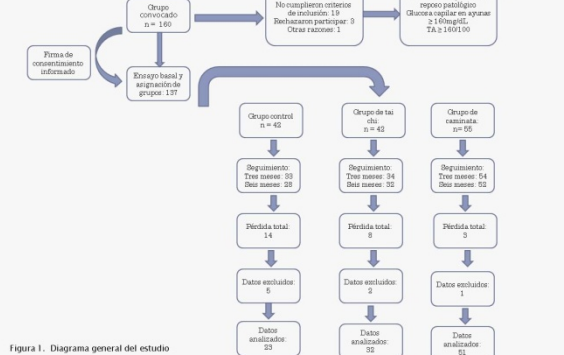 Grupo
convocado
n = 160
No cumplieron criterios
de inclusión: 19
Rechazaron participar: 3
Otras razones: 1
reposo patológico
Glucosa capilar en ayunas
≥ 160mg/dL
TA ≥ 160/100
Firma de
consentimiento
informado
Ensayo basal y
asignación de
grupos: 137
Grupo control
n = 42
Grupo de tai
chi:
n = 42
Grupo de
caminata:
n= 55
Seguimiento:
Tres meses: 33
Seis meses: 28
Seguimiento:
Tres meses: 34
Seis meses: 32
Seguimiento:
Tres meses: 54
Seis meses: 52
Pérdida total:
14
Pérdida total:
8
Pérdida total:
3
Datos excluidos:
5
Datos excluidos:
2
Datos excluidos:
1
Datos
analizados:
23
Datos
analizados:
32
Datos
analizados:
51
Figura 1. Diagrama general del estudio